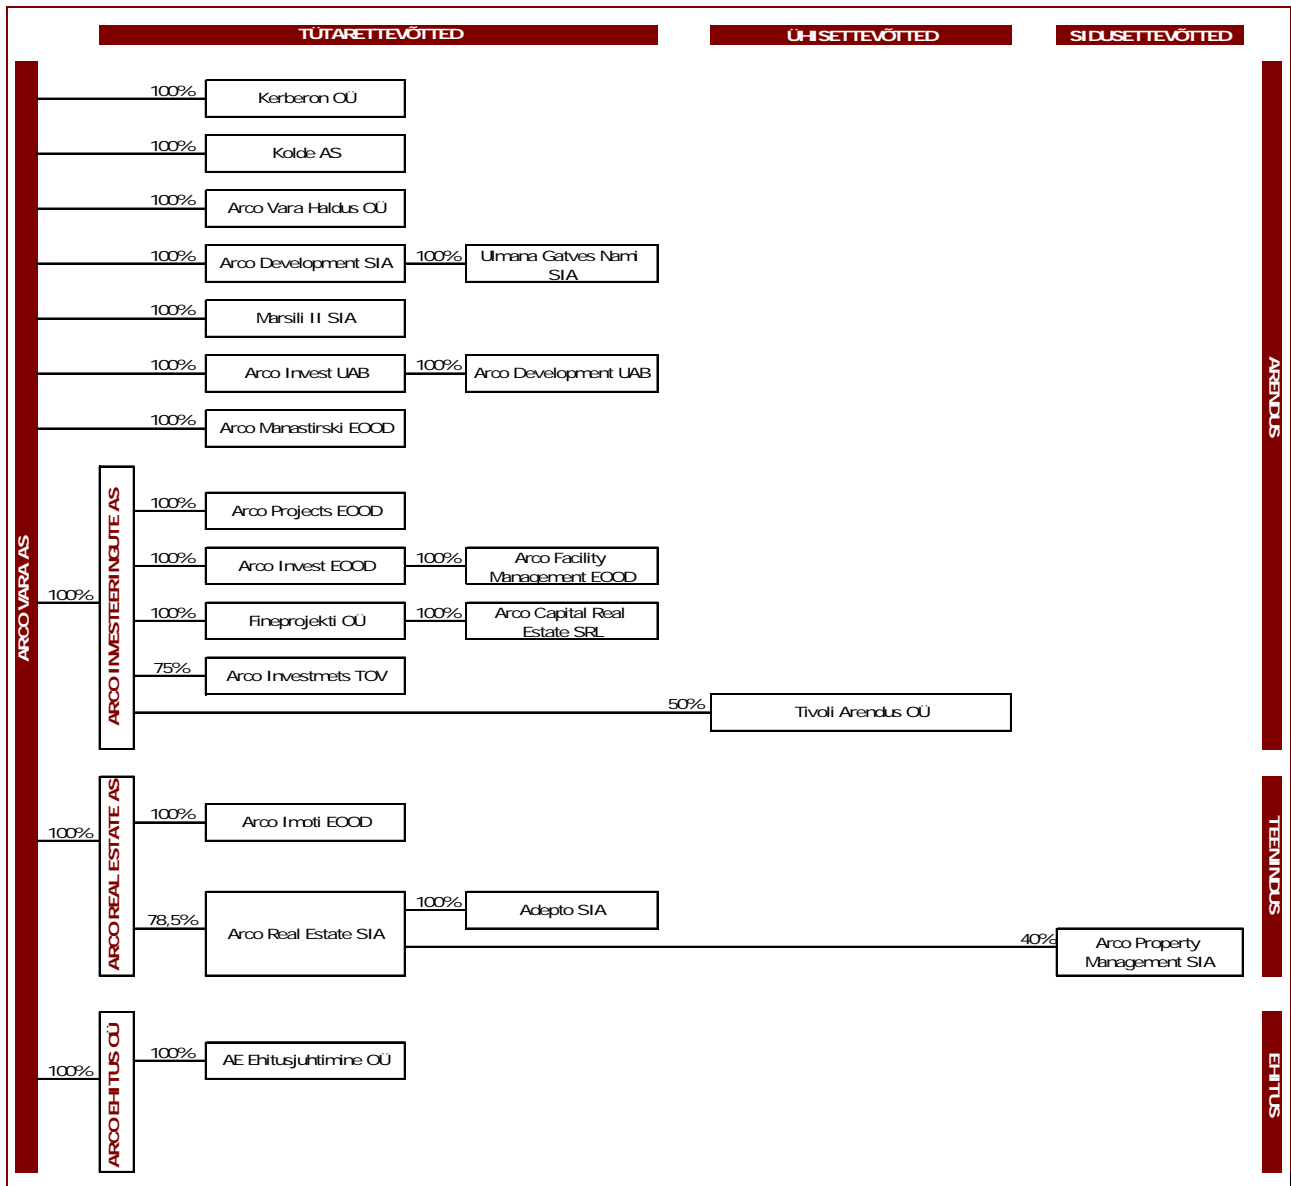 TÜTARETTEVÕTTED
ÜHISETTEVÕTTED
SIDUSETTEVÕTTED
ARCO VARA AS
100%
Kerberon OÜ
100%
Kolde AS
100%
Arco Vara Haldus OÜ
100%
Arco Development SIA
100%
Ulmana Gatves Nami
SIA
100%
Marsili II SIA
100%
Arco Invest UAB
100%
Arco Development UAB
100%
Arco Manastirski EOOD
ARENDUS
100%
ARCO INVESTEERINGUTE AS
100%
Arco Projects EOOD
100%
Arco Invest EOOD
100%
Arco Facility
Management EOOD
100%
Fineprojekti OÜ
100%
Arco Capital Real
Estate SRL
75%
Arco Investmets TOV
50%
Tivoli Arendus OÜ
100%
ARCO REAL ESTATE AS
100%
Arco Imoti EOOD
78,5%
Arco Real Estate SIA
100%
Adepto SIA
40%
Arco Property
Management SIA
TEENINDUS
100%
ARCO EHITUS OÜ
100%
AE Ehitusjuhtimine OÜ
EHITUS